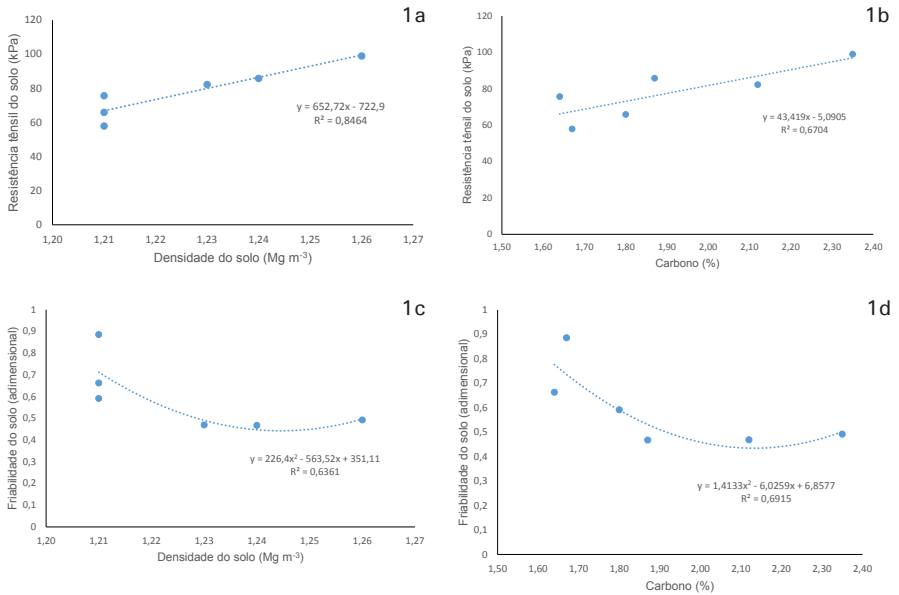 1a
Resistência tênsil do solo (kPa)
120
100
80
60
40
20
0
y = 652,72x - 722,9
R² = 0,8464
1,20 1,21 1,22 1,23 1,24 1,25 1,26 1,27
Densidade do solo (Mg m⁻³)
1b
Resistência tênsil do solo (kPa)
120
100
80
60
40
20
0
y = 43,419x - 5,0905
R² = 0,6704
1,50 1,60 1,70 1,80 1,90 2,00 2,10 2,20 2,30 2,40
Carbono (%)
1c
Friabilidade do solo (adimensional)
1
0,9
0,8
0,7
0,6
0,5
0,4
0,3
0,2
0,1
0
y = 226,4x² - 563,52x + 351,11
R² = 0,6361
1,20 1,21 1,22 1,23 1,24 1,25 1,26 1,27
Densidade do solo (Mg m⁻³)
1d
Friabilidade do solo (adimensional)
1
0,9
0,8
0,7
0,6
0,5
0,4
0,3
0,2
0,1
0
y = 1,4133x² - 6,0259x + 6,8577
R² = 0,6915
1,50 1,60 1,70 1,80 1,90 2,00 2,10 2,20 2,30 2,40
Carbono (%)